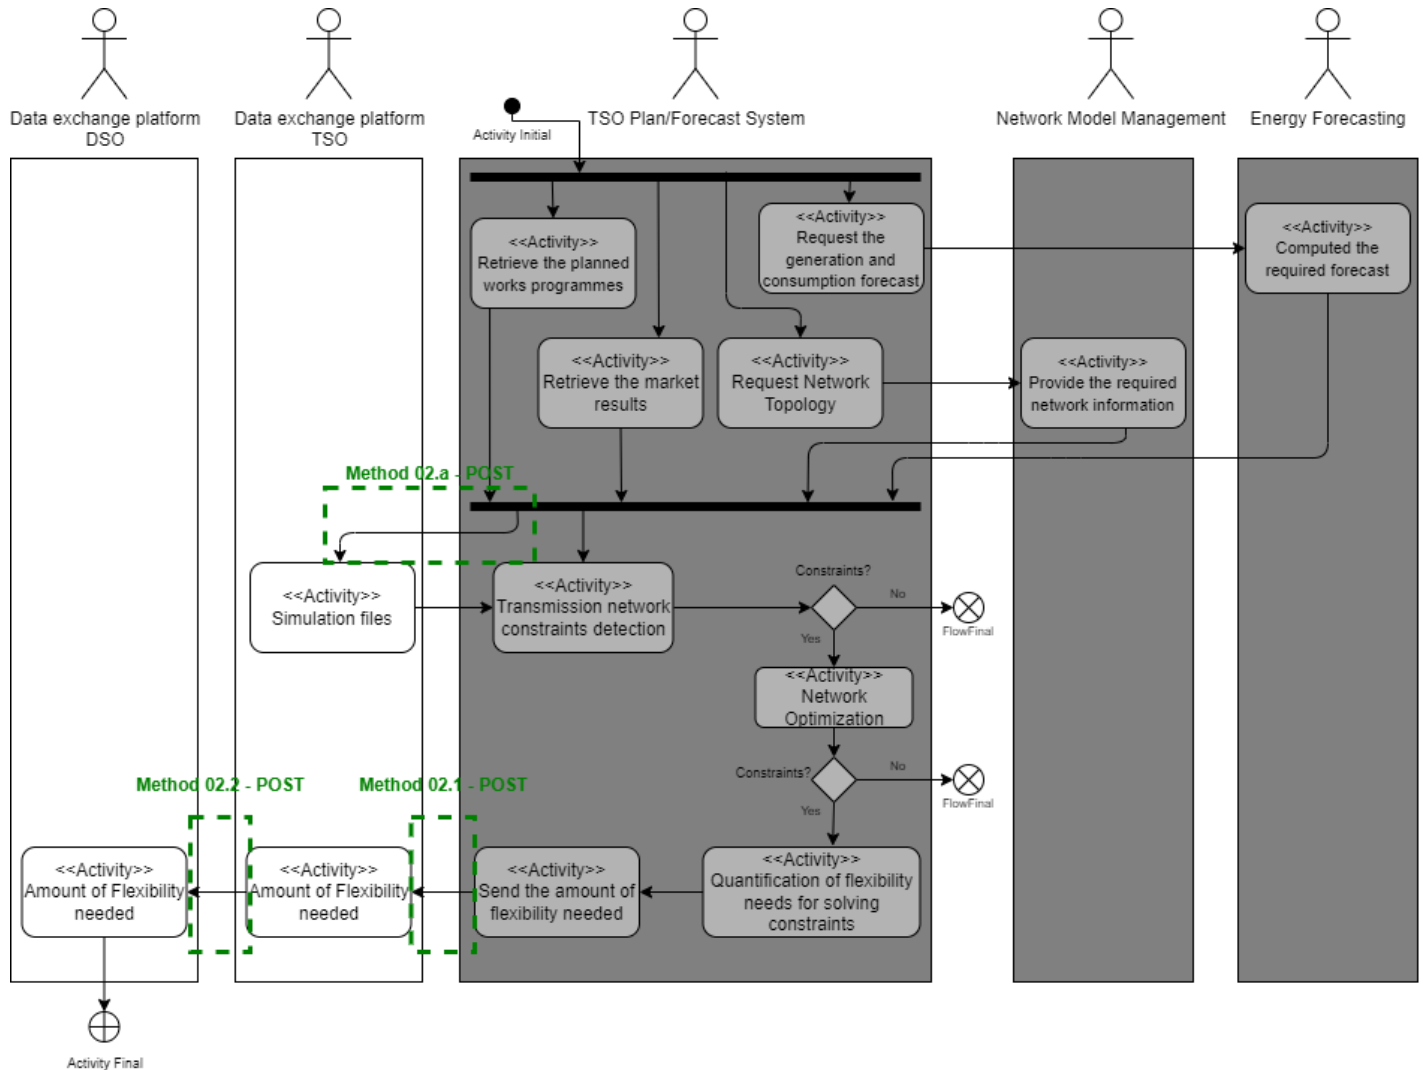 Data exchange platform
DSO
Data exchange platform
TSO
TSO Plan/Forecast System
Network Model Management
Energy Forecasting
Activity Initial
<<Activity>>
Retrieve the planned
works programmes
<<Activity>>
Request the
generation and
consumption forecast
<<Activity>>
Computed the
required forecast
<<Activity>>
Retrieve the market
results
<<Activity>>
Request Network
Topology
<<Activity>>
Provide the required
network information
Method 02.a - POST
<<Activity>>
Simulation files
<<Activity>>
Transmission network
constraints detection
Constraints?
No
FlowFinal
Yes
<<Activity>>
Network
Optimization
Constraints?
No
FlowFinal
Yes
Method 02.2 - POST
Method 02.1 - POST
<<Activity>>
Amount of Flexibility
needed
<<Activity>>
Amount of Flexibility
needed
<<Activity>>
Send the amount of
flexibility needed
<<Activity>>
Quantification of flexibility
needs for solving
constraints
Activity Final